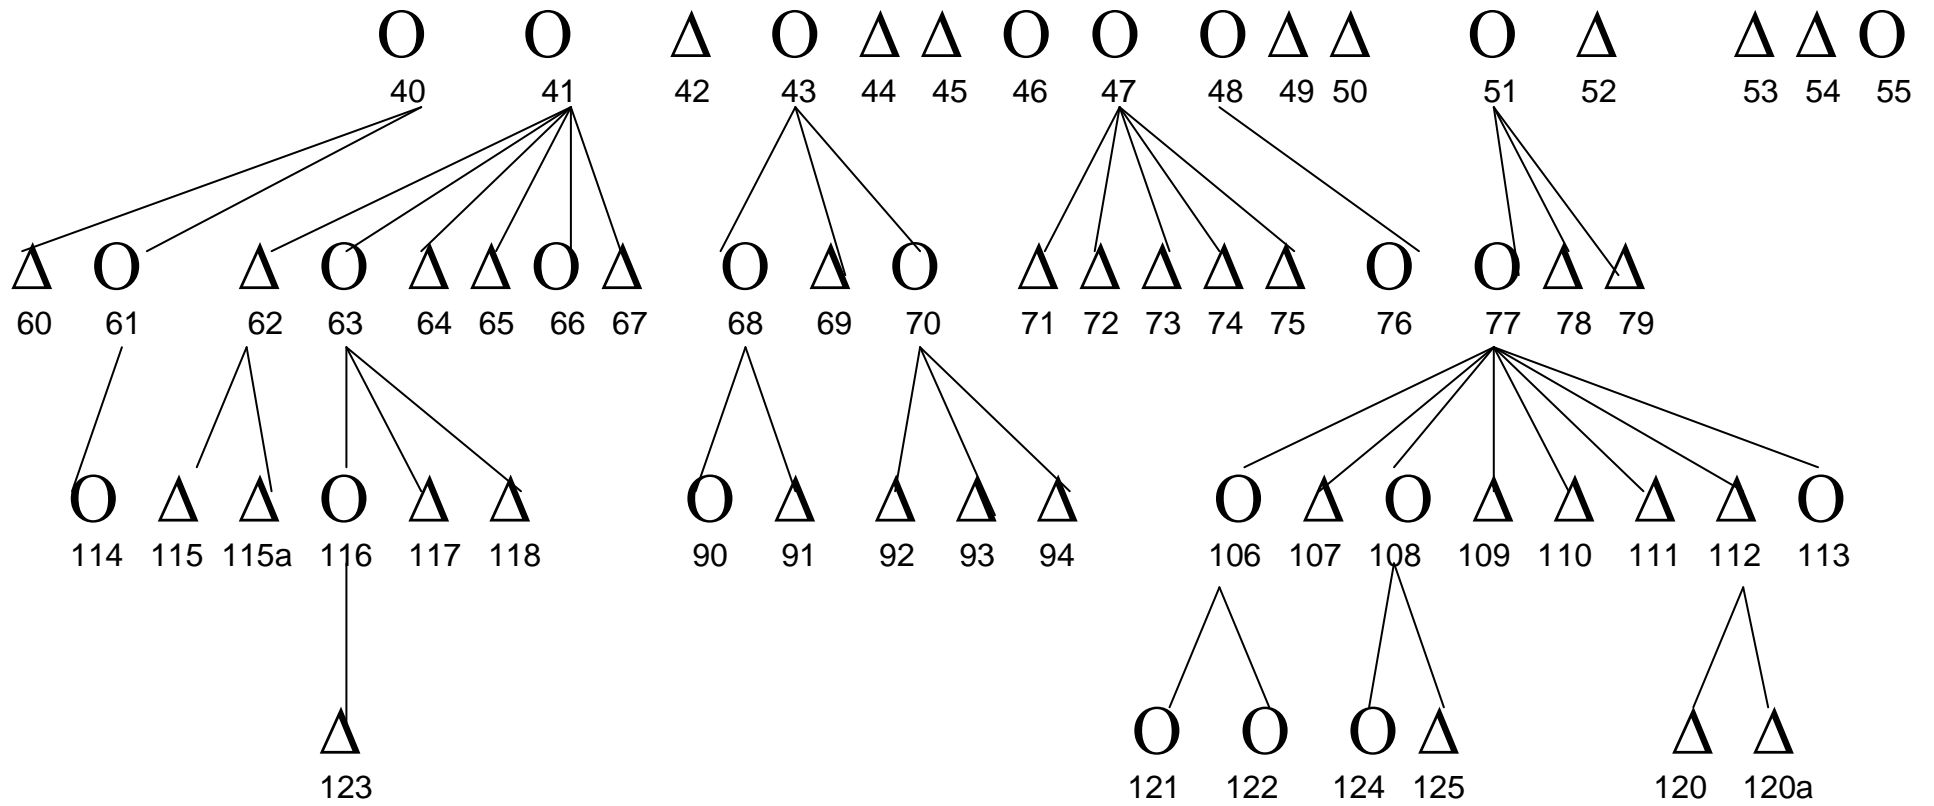 O O Δ O Δ Δ O O O Δ Δ O Δ Δ Δ O
40 41 42 43 44 45 46 47 48 49 50 51 52 53 54 55
Δ O Δ O Δ Δ O Δ O Δ O Δ Δ Δ Δ Δ O O Δ Δ
60 61 62 63 64 65 66 67 68 69 70 71 72 73 74 75 76 77 78 79
O Δ Δ O Δ Δ O Δ Δ Δ Δ O Δ O Δ Δ Δ Δ O
114 115 115a 116 117 118 90 91 92 93 94 106 107 108 109 110 111 112 113
Δ O O O Δ Δ Δ
123 121 122 124 125 120 120a